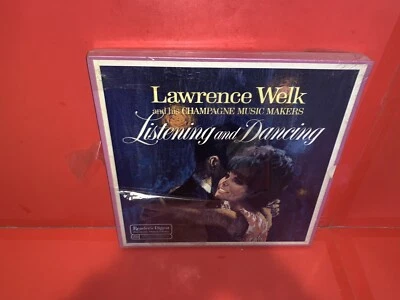 Lawrence Welk
and his CHAMPAGNE MUSIC MAKERS
Listening and Dancing
Reader's Digest